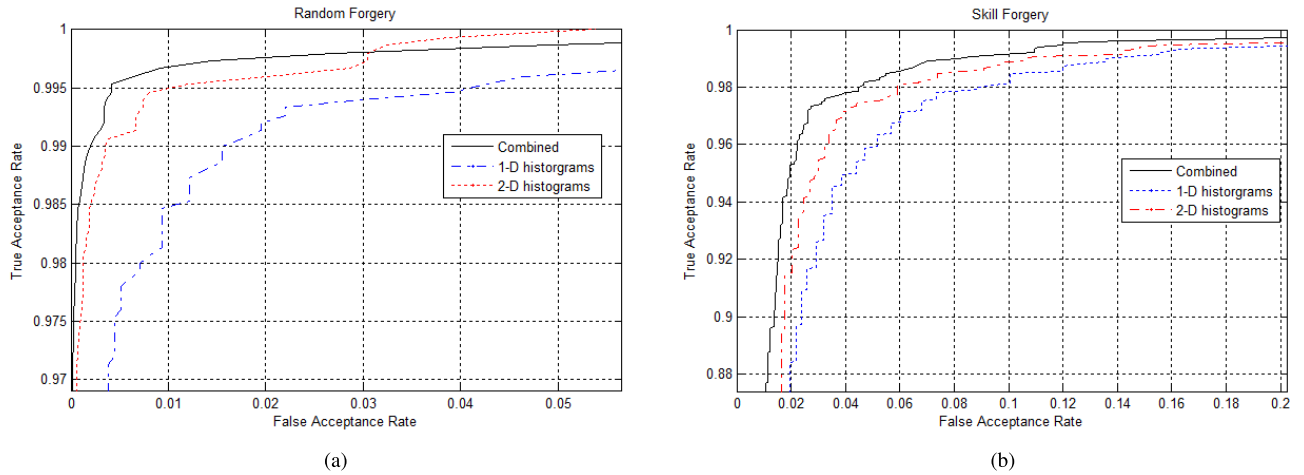 Random Forgery
True Acceptance Rate
1
0.995
0.99
0.985
0.98
0.975
0.97
Combined
1-D historgrams
2-D histograms
0
0.01
0.02
0.03
0.04
0.05
False Acceptance Rate
(a)
Skill Forgery
True Acceptance Rate
1
0.98
0.96
0.94
0.92
0.9
0.88
Combined
1-D historgrams
2-D histograms
0
0.02
0.04
0.06
0.08
0.1
0.12
0.14
0.16
0.18
0.2
False Acceptance Rate
(b)